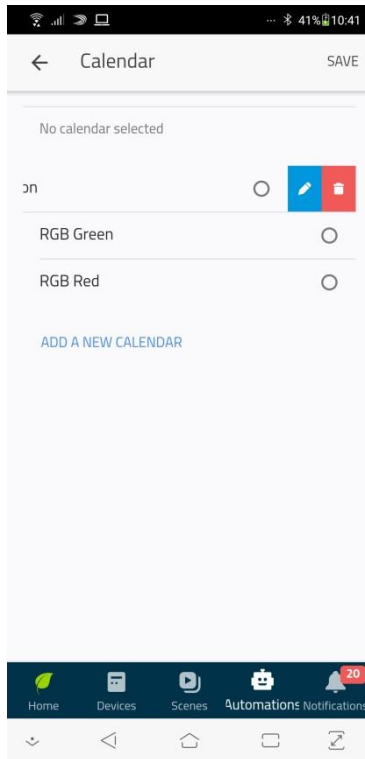 41% 10:41
Calendar SAVE
No calendar selected
on
RGB Green
RGB Red
ADD A NEW CALENDAR
20
Home Devices Scenes Automations Notifications